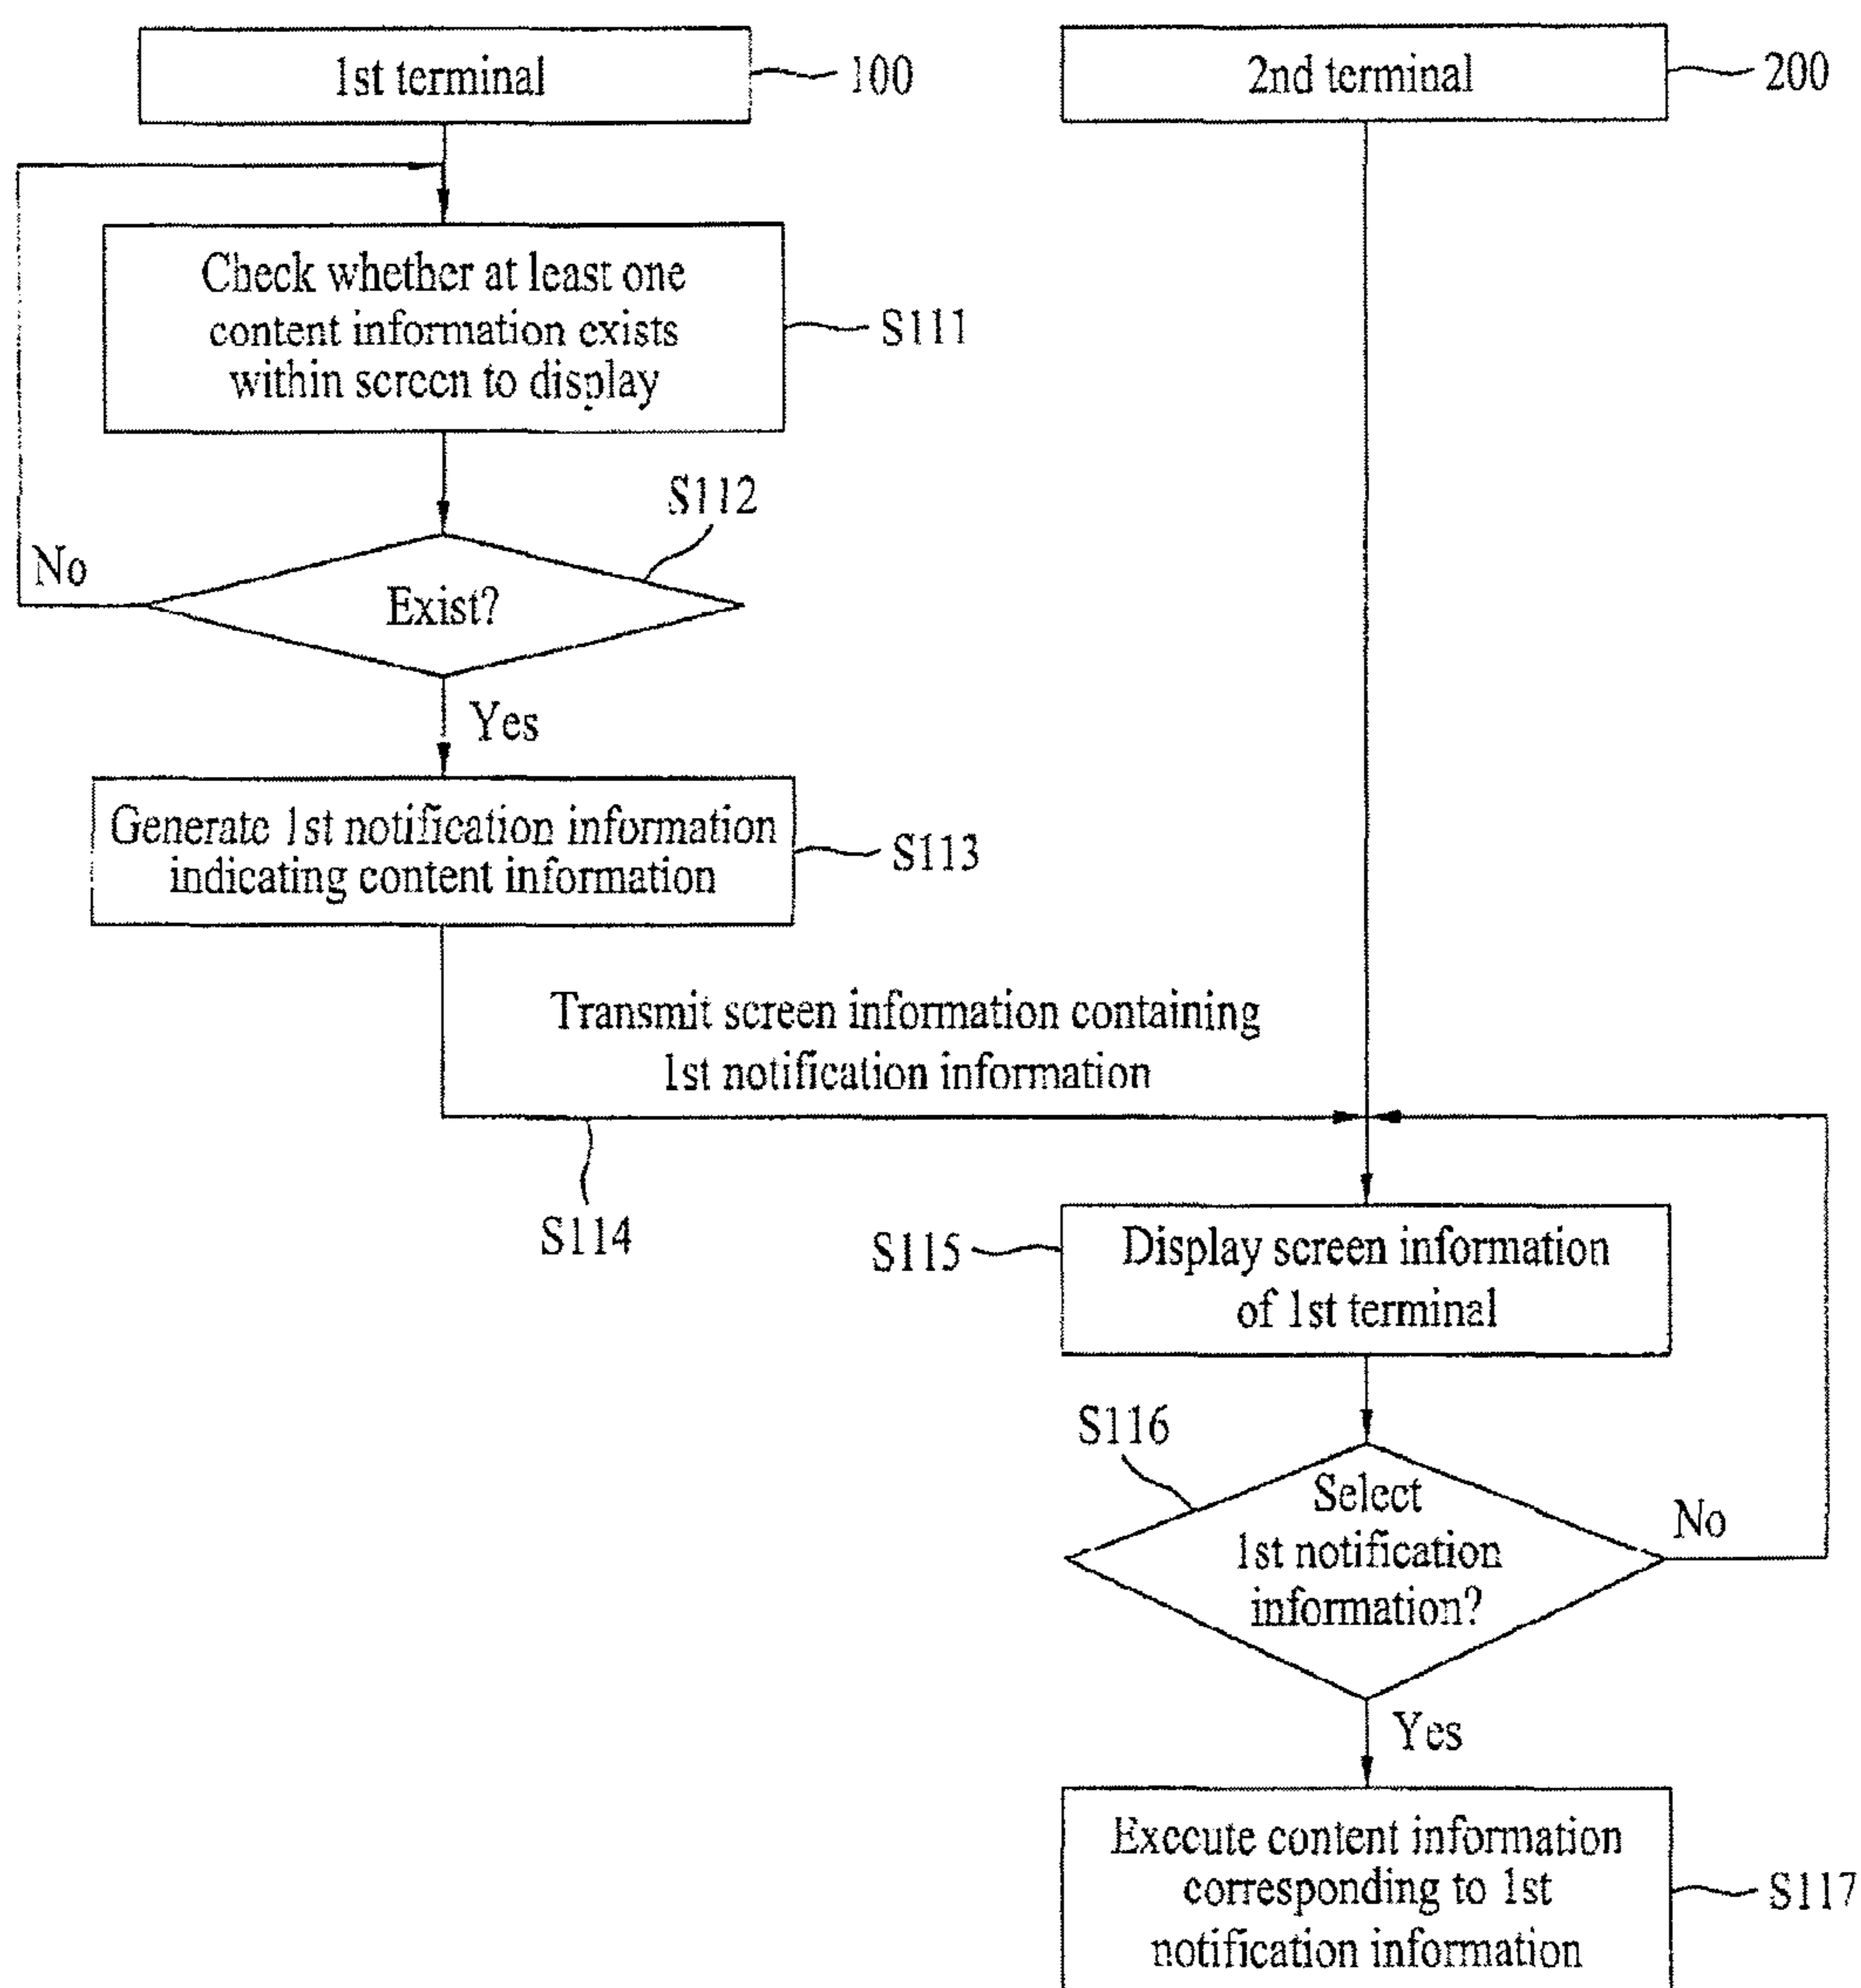 1st terminal
100
2nd terminal
200
Check whether at least one
content information exists
within screen to display
S111
S112
No
Exist?
Yes
Generate 1st notification information
indicating content information
S113
Transmit screen information containing
1st notification information
S114
S115
Display screen information
of 1st terminal
S116
Select
1st notification
information?
No
Yes
Execute content information
corresponding to 1st
notification information
S117